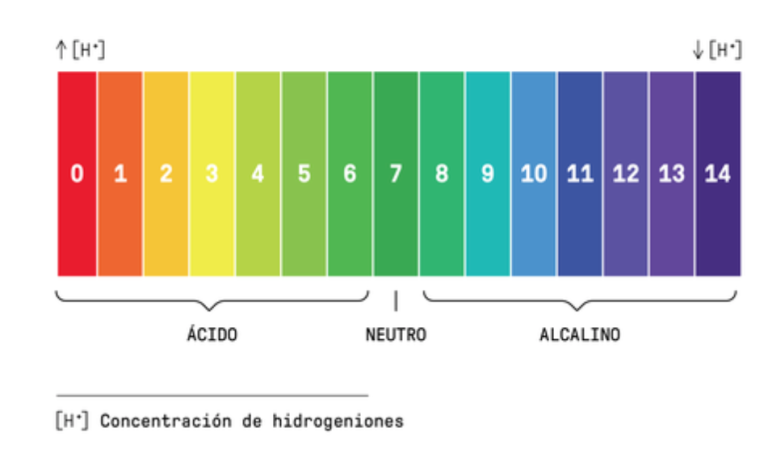 ↑ [H⁺] ↓ [H⁺]
0 1 2 3 4 5 6 7 8 9 10 11 12 13 14
ÁCIDO NEUTRO ALCALINO
[H⁺] Concentración de hidrogeniones